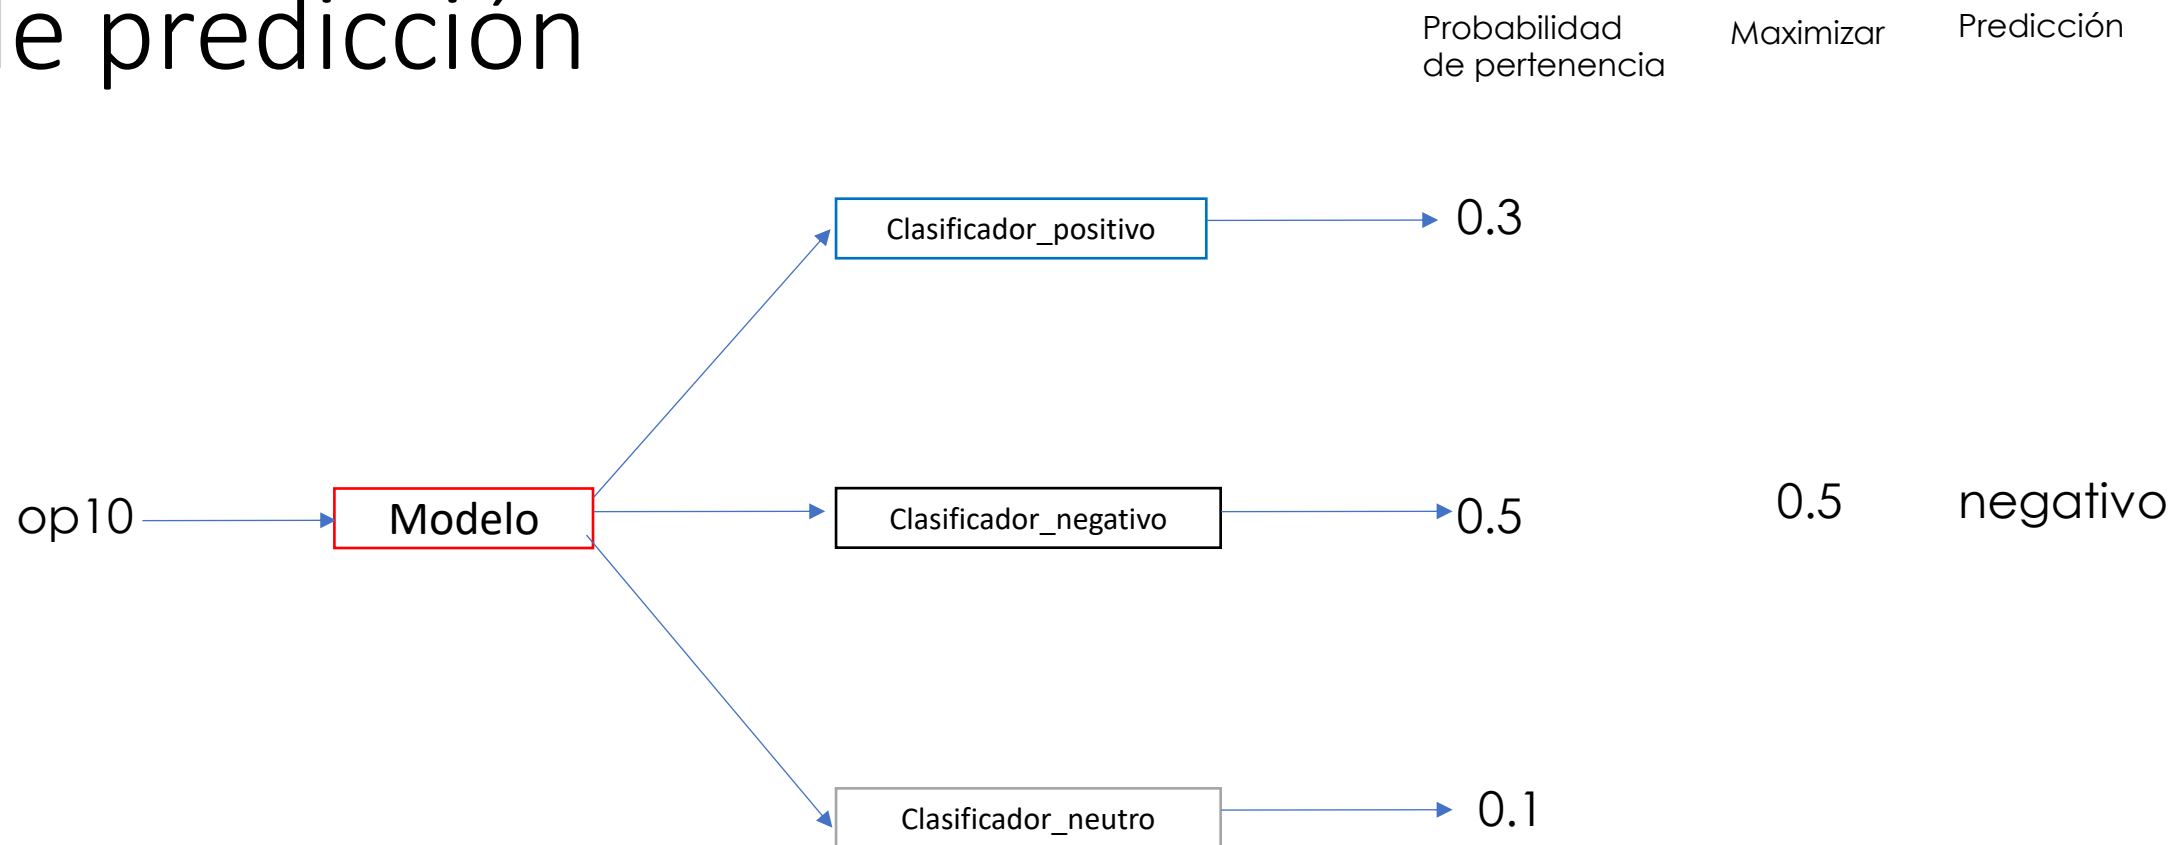 de predicción
Probabilidad
de pertenencia
Maximizar
Predicción
Clasificador_positivo
0.3
op10
Modelo
Clasificador_negativo
0.5
0.5
negativo
Clasificador_neutro
0.1